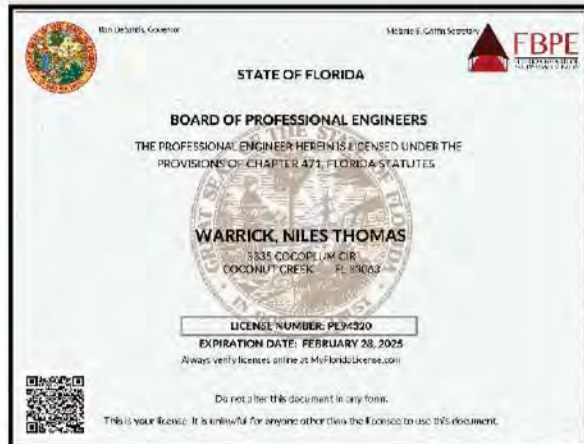 Ron DeSantis, Governor
Melanie S. Griffin, Secretary
FBPE
STATE OF FLORIDA
BOARD OF PROFESSIONAL ENGINEERS
THE PROFESSIONAL ENGINEER HEREIN IS LICENSED UNDER THE
PROVISIONS OF CHAPTER 471, FLORIDA STATUTES
WARRICK, NILES THOMAS
3335 COCOPLUM CIR
COCONUT CREEK FL 33063
LICENSE NUMBER: PE94320
EXPIRATION DATE: FEBRUARY 28, 2025
Always verify licenses online at MyFloridaLicense.com
Do not alter this document in any form.
This is your license. It is unlawful for anyone other than the licensee to use this document.